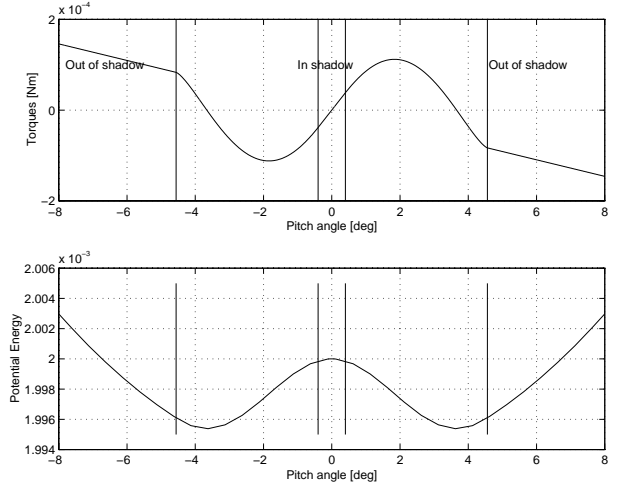 x 10⁻⁴
2
Out of shadow In shadow Out of shadow
Torques [Nm]
0
−2
−8 −6 −4 −2 0 2 4 6 8
Pitch angle [deg]
x 10⁻³
2.006
2.004
2.002
Potential Energy
2
1.998
1.996
1.994
−8 −6 −4 −2 0 2 4 6 8
Pitch angle [deg]